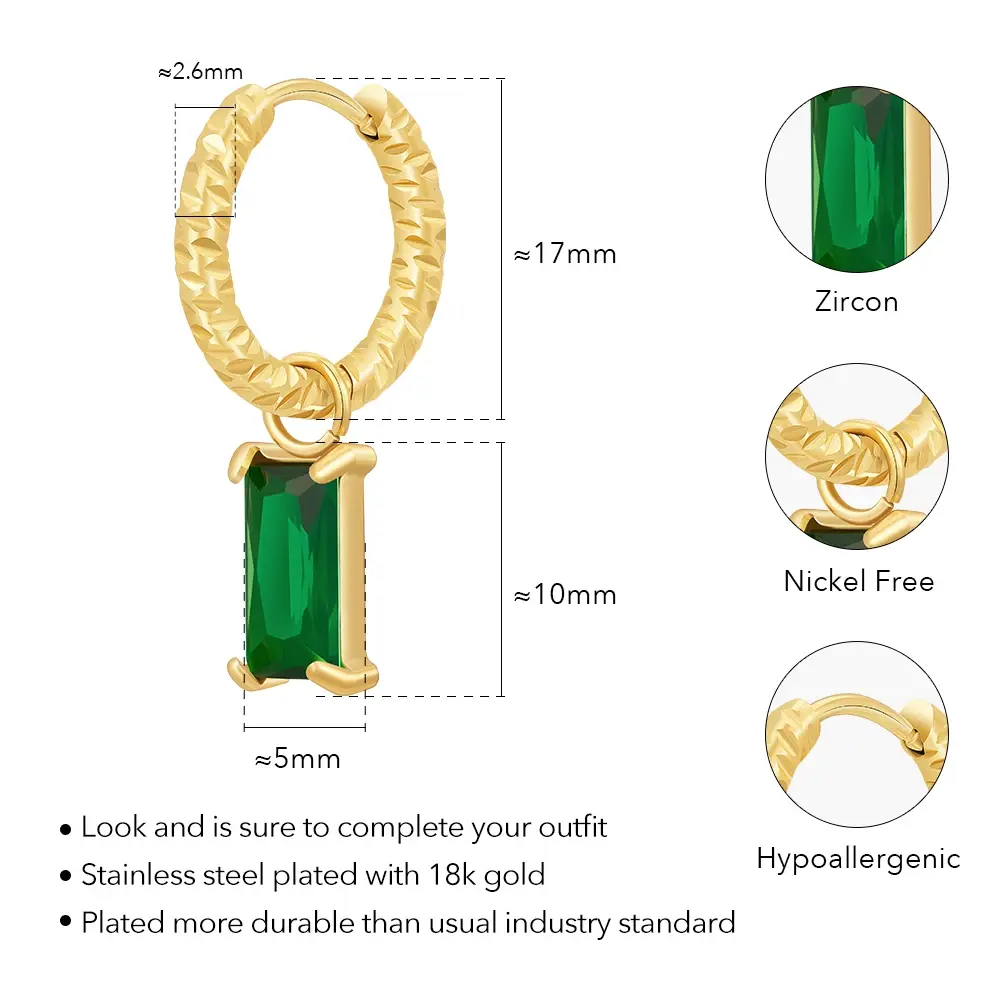 ≈2.6mm
≈17mm
Zircon
Nickel Free
≈10mm
≈5mm
Hypoallergenic
• Look and is sure to complete your outfit
• Stainless steel plated with 18k gold
• Plated more durable than usual industry standard